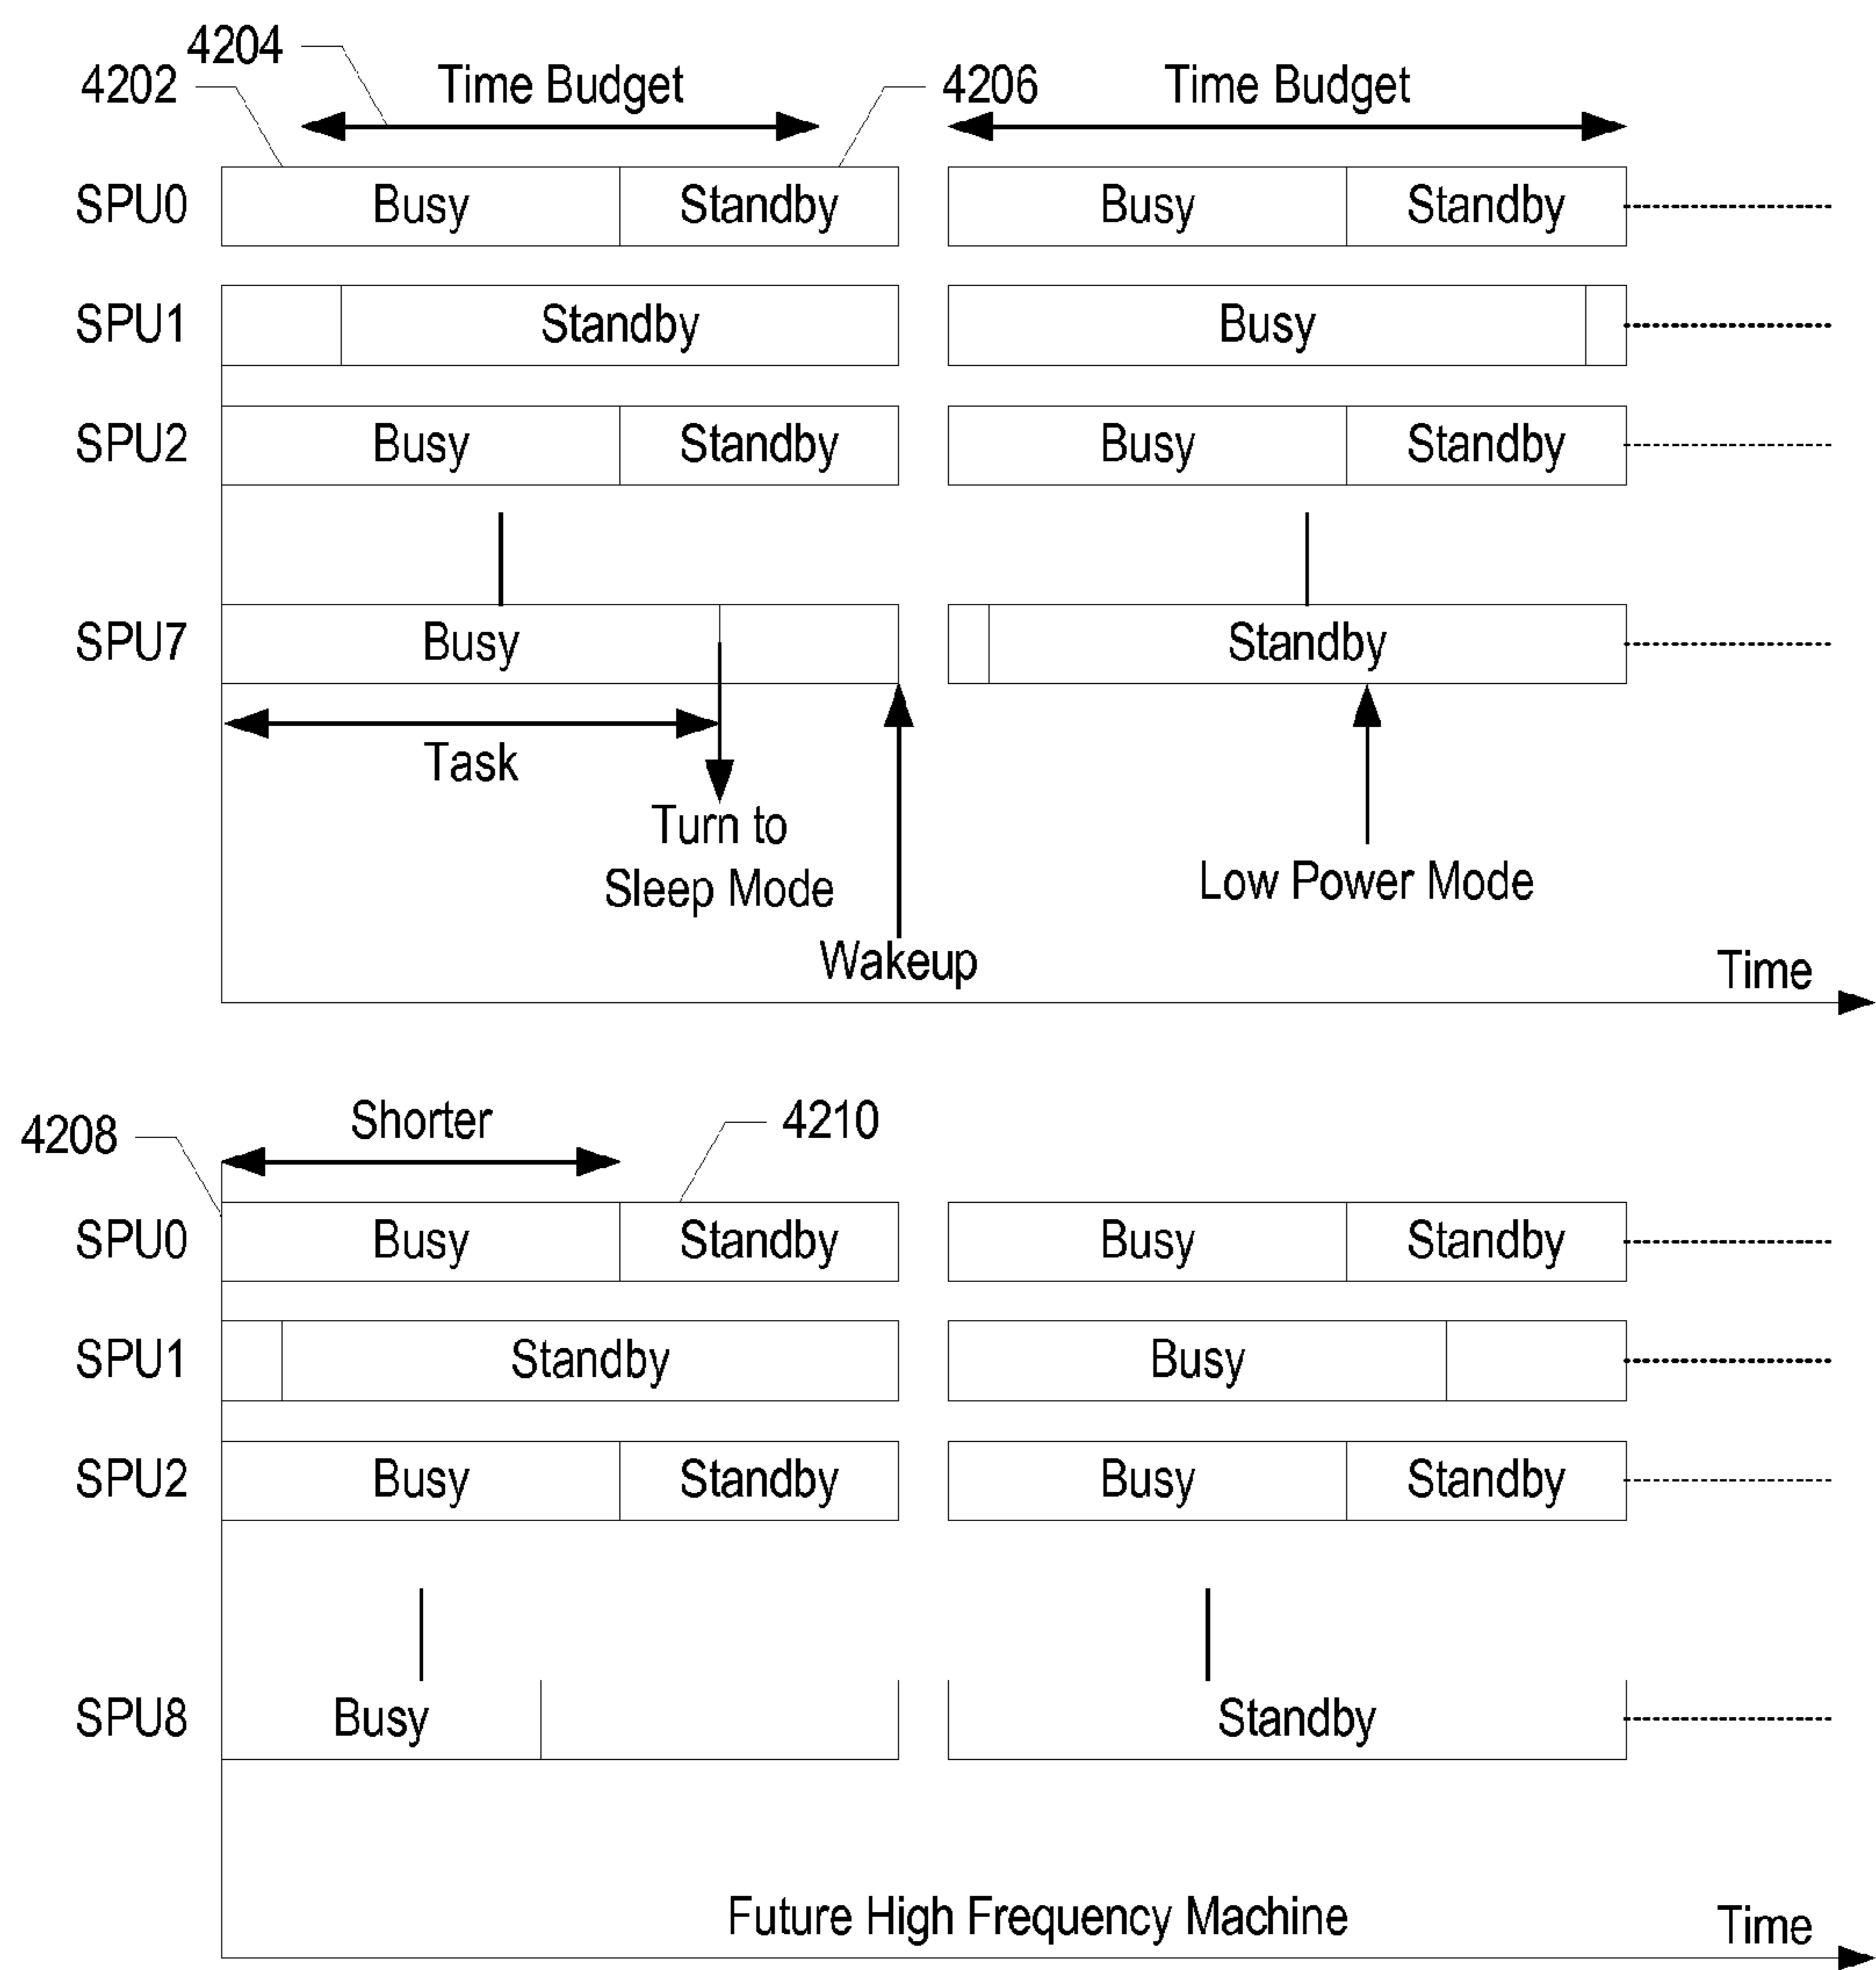 4204
4202 Time Budget 4206 Time Budget
SPU0 Busy Standby Busy Standby
SPU1 Standby Busy
SPU2 Busy Standby Busy Standby
SPU7 Busy Standby
Task
Turn to
Sleep Mode Low Power Mode
Wakeup
Time
4208 Shorter 4210
SPU0 Busy Standby Busy Standby
SPU1 Standby Busy
SPU2 Busy Standby Busy Standby
SPU8 Busy Standby
Future High Frequency Machine Time